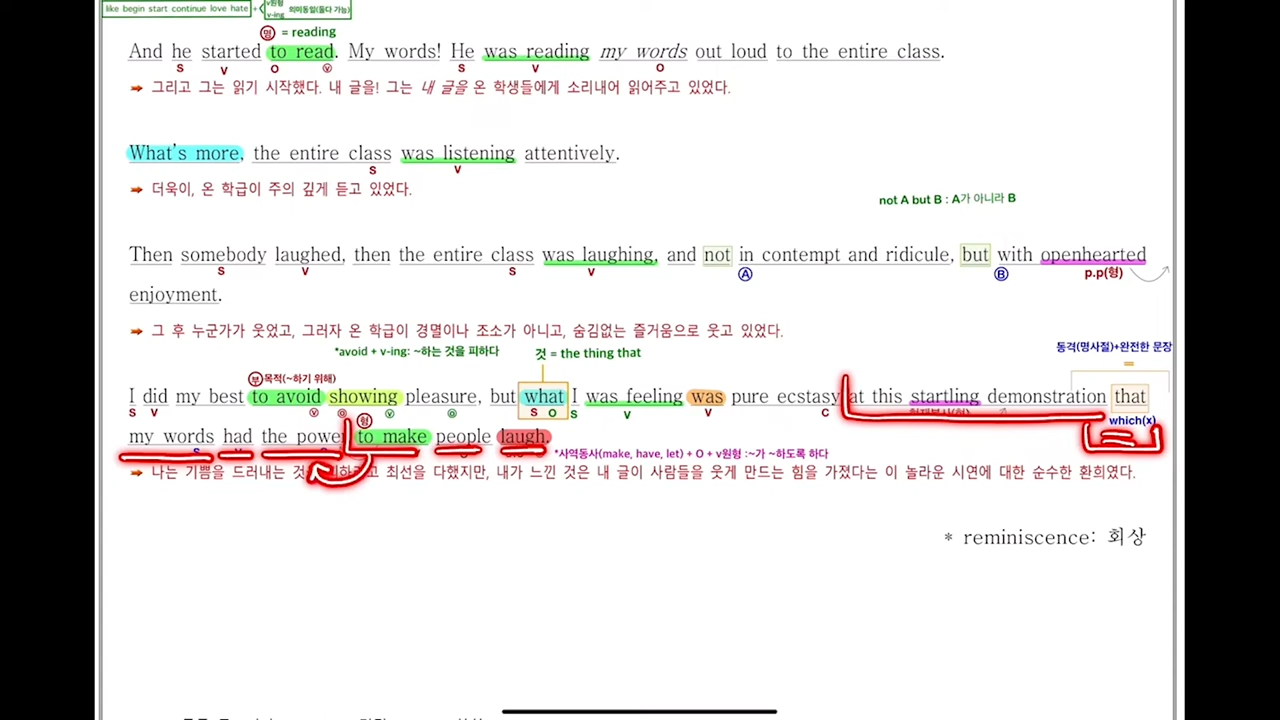 like begin start continue love hate + v원형 의미동일(둘다 가능)
v-ing
명 = reading
And he started to read. My words! He was reading my words out loud to the entire class.
S V O v S V O
그리고 그는 읽기 시작했다. 내 글을! 그는 내 글을 온 학생들에게 소리내어 읽어주고 있었다.
What's more, the entire class was listening attentively.
S V
더욱이, 온 학급이 주의 깊게 듣고 있었다.
not A but B : A가 아니라 B
Then somebody laughed, then the entire class was laughing, and not in contempt and ridicule, but with openhearted
S V S V A B p.p(형)
enjoyment.
그 후 누군가가 웃었고, 그러자 온 학급이 경멸이나 조소가 아니고, 숨김없는 즐거움으로 웃고 있었다.
*avoid + v-ing: ~하는 것을 피하다 것 = the thing that 동격(명사절)+완전한 문장
부 목적(~하기 위해) =
I did my best to avoid showing pleasure, but what I was feeling was pure ecstasy at this startling demonstration that
S V v o v o S O S V V C which(x)
형
my words had the power to make people laugh.
*사역동사(make, have, let) + O + v원형 :~가 ~하도록 하다
나는 기쁨을 드러내는 것 최선을 다했지만, 내가 느낀 것은 내 글이 사람들을 웃게 만드는 힘을 가졌다는 이 놀라운 시연에 대한 순수한 환희였다.
* reminiscence: 회상